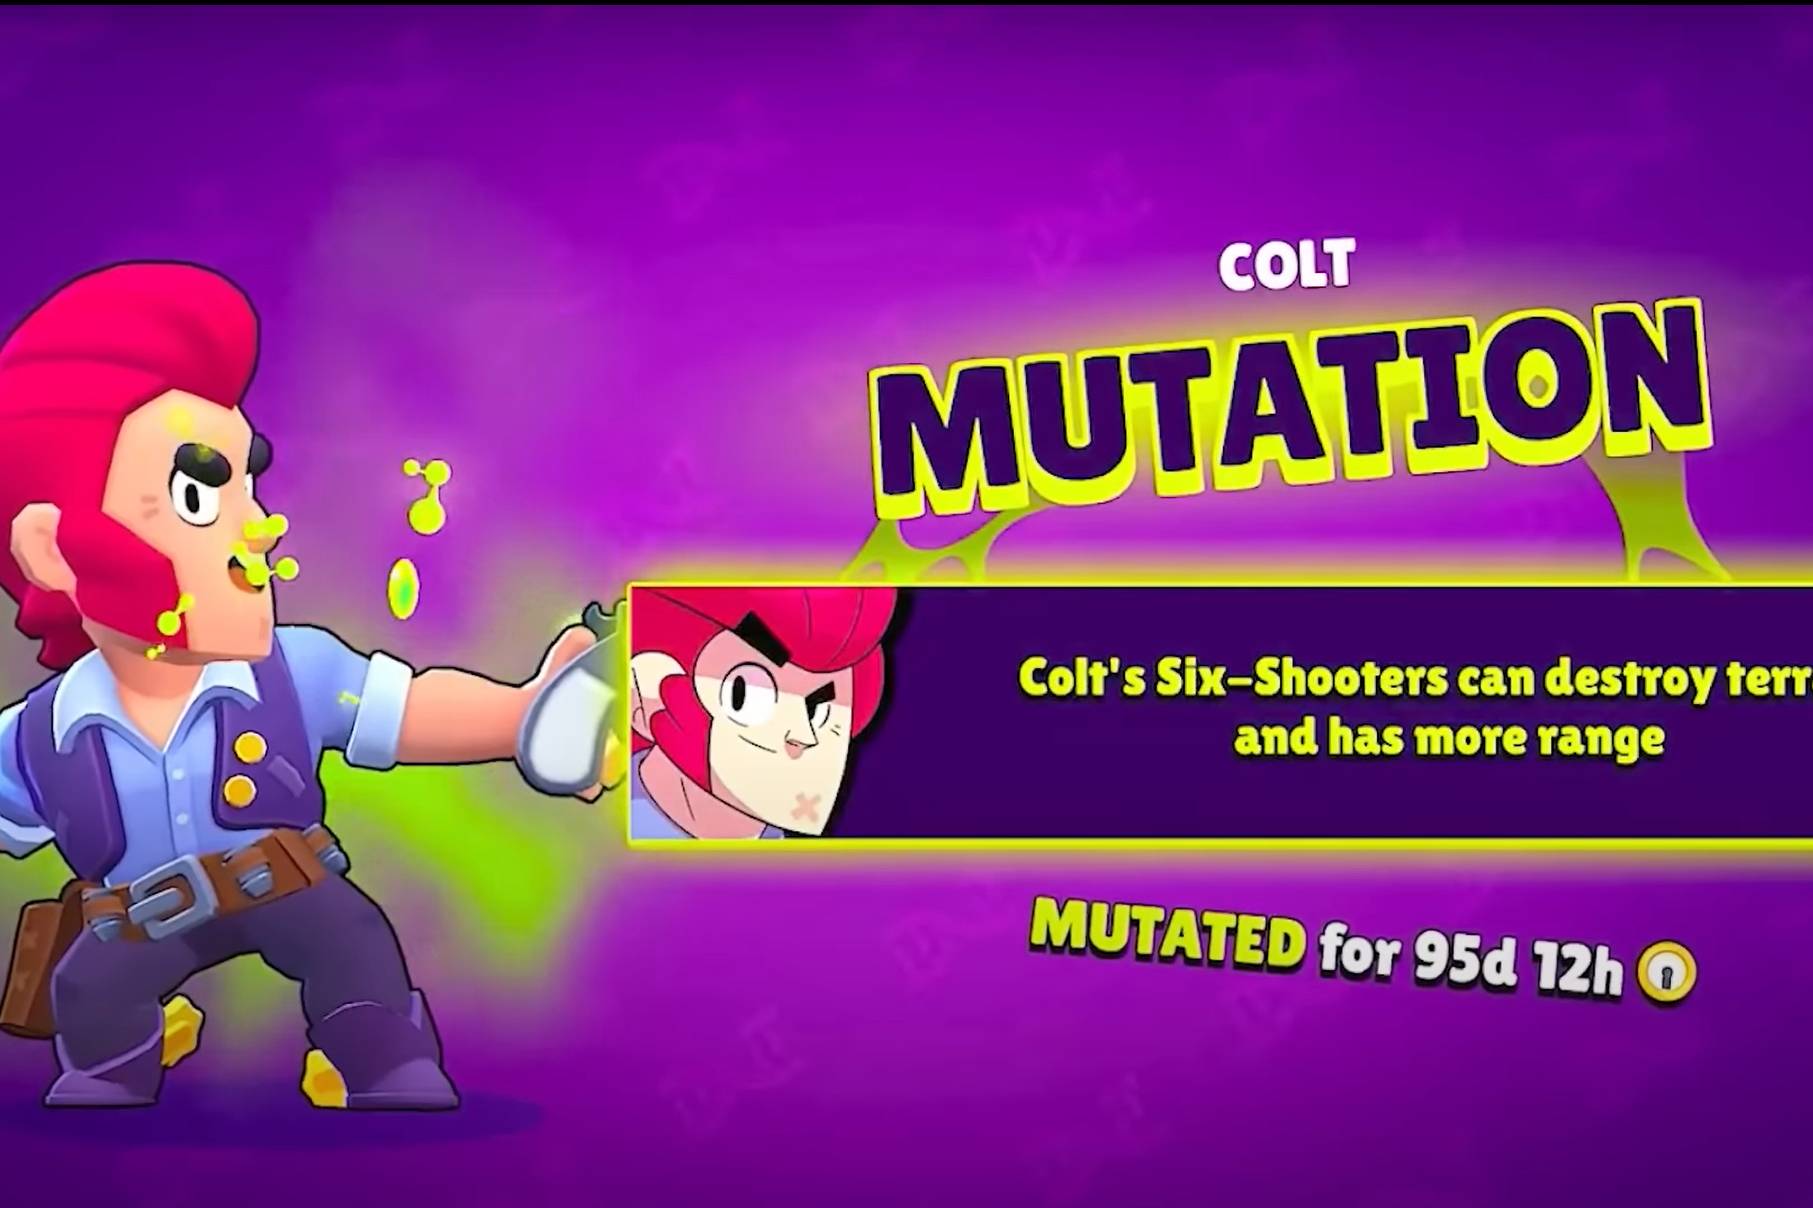 COLT
MUTATION
Colt's Six-Shooters can destroy
and has more range
MUTATED for 95d 12h